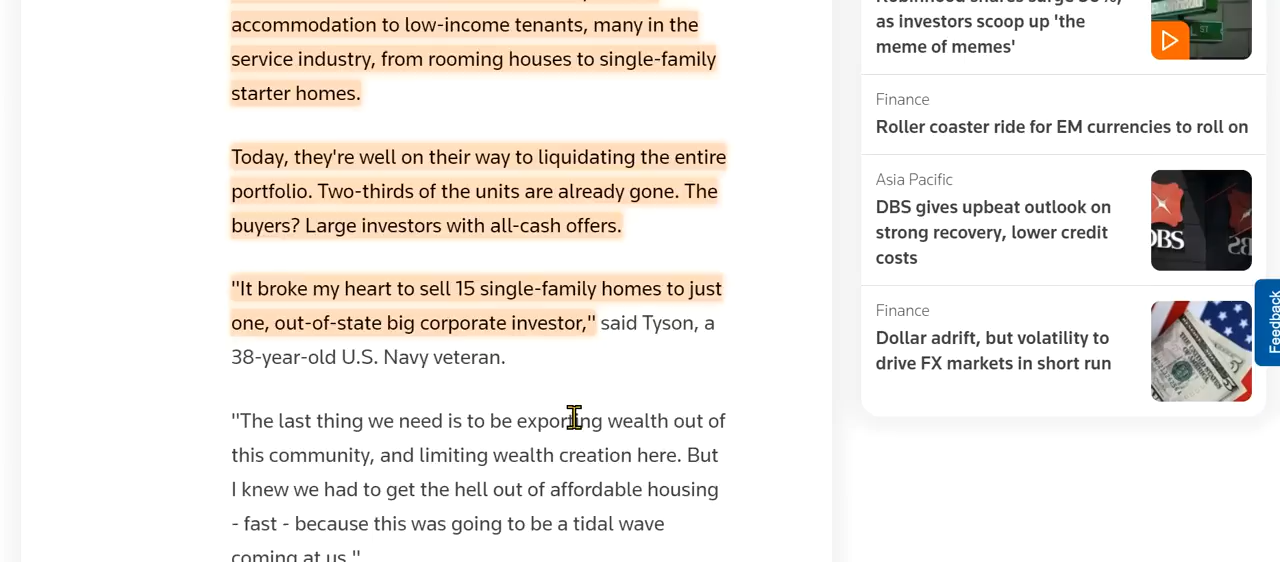 accommodation to low-income tenants, many in the
service industry, from rooming houses to single-family
starter homes.
Today, they're well on their way to liquidating the entire
portfolio. Two-thirds of the units are already gone. The
buyers? Large investors with all-cash offers.
"It broke my heart to sell 15 single-family homes to just
one, out-of-state big corporate investor," said Tyson, a
38-year-old U.S. Navy veteran.
"The last thing we need is to be exporting wealth out of
this community, and limiting wealth creation here. But
I knew we had to get the hell out of affordable housing
- fast - because this was going to be a tidal wave
coming at us."
as investors scoop up 'the
meme of memes'
ST
Finance
Roller coaster ride for EM currencies to roll on
Asia Pacific
DBS gives upbeat outlook on
strong recovery, lower credit
costs
DBS
Finance
Dollar adrift, but volatility to
drive FX markets in short run
Feedback